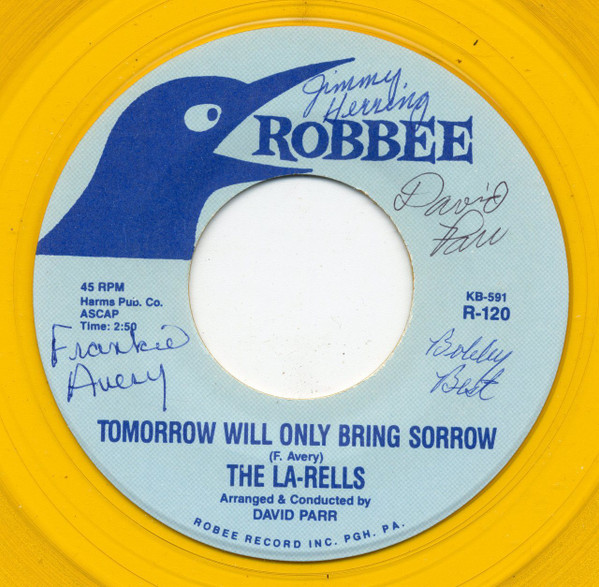 Jimmy
Herring
ROBBEE
David
Parr
45 RPM
Harms Pub. Co.
ASCAP
Time: 2:50
KB-591
R-120
Frankie
Avery
Bobby
Best
TOMORROW WILL ONLY BRING SORROW
(F. Avery)
THE LA-RELLS
Arranged & Conducted by
DAVID PARR
ROBEE RECORD INC. PGH, PA.